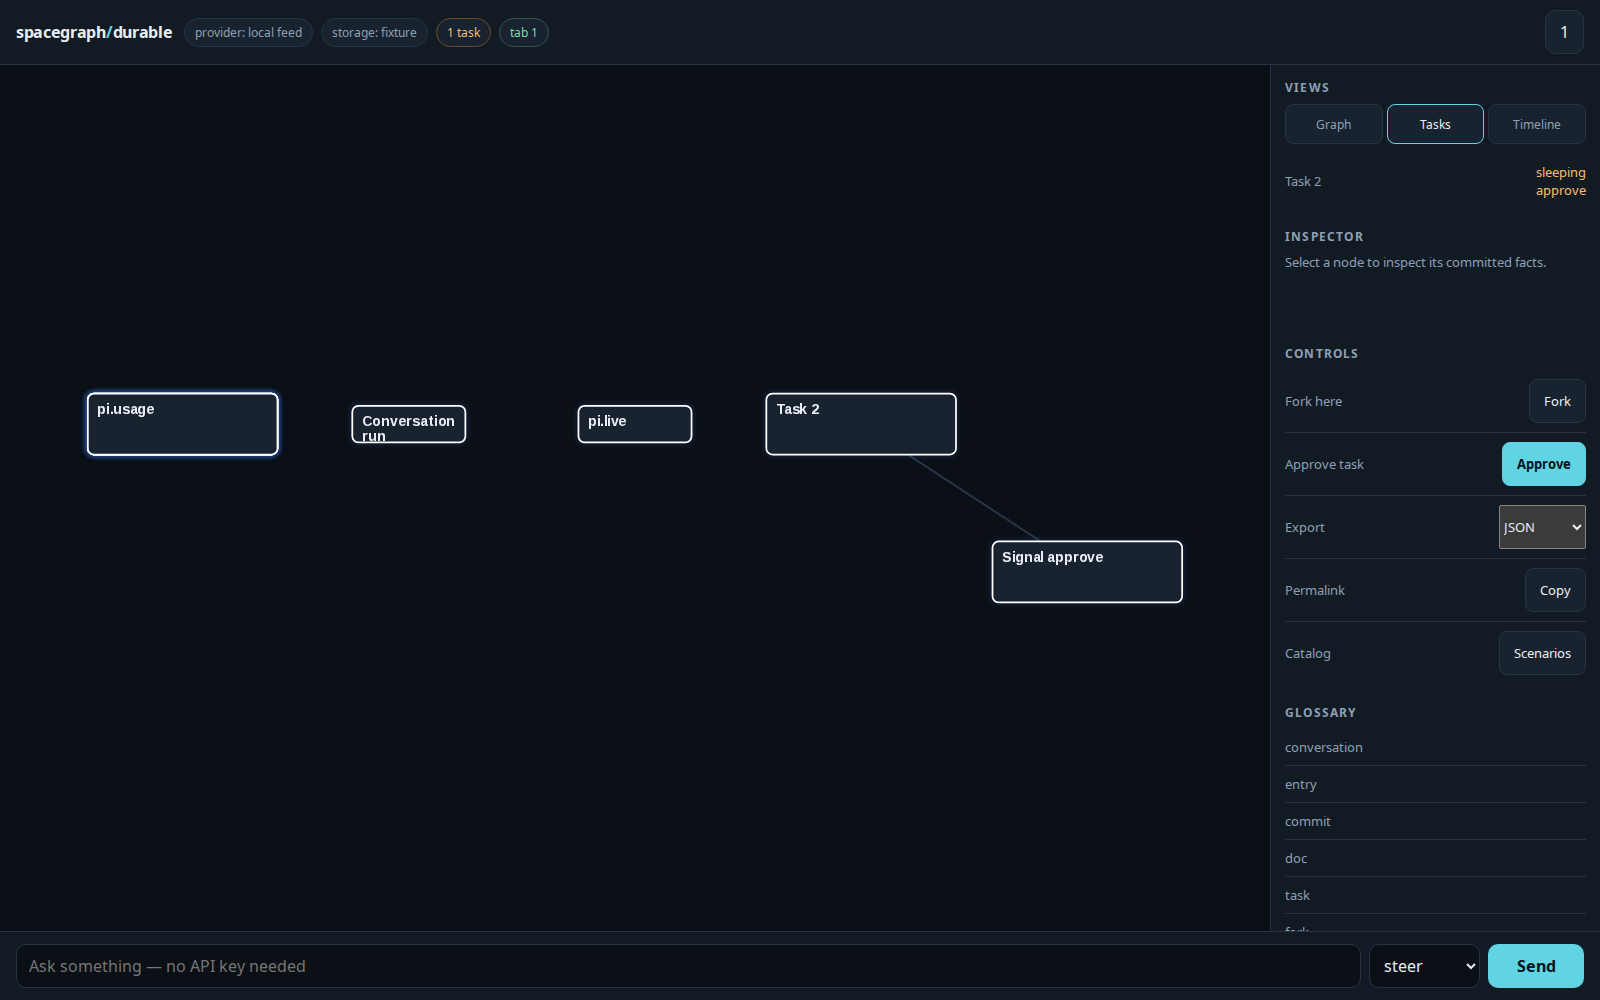 spacegraph/durable
provider: local feed
storage: fixture
1 task
tab 1
1
VIEWS
Graph
Tasks
Timeline
Task 2
sleeping
approve
INSPECTOR
Select a node to inspect its committed facts.
pi.usage
Conversation
run
pi.live
Task 2
Signal approve
CONTROLS
Fork here
Fork
Approve task
Approve
Export
JSON
Permalink
Copy
Catalog
Scenarios
GLOSSARY
conversation
entry
commit
doc
task
fork
Ask something — no API key needed
steer
Send